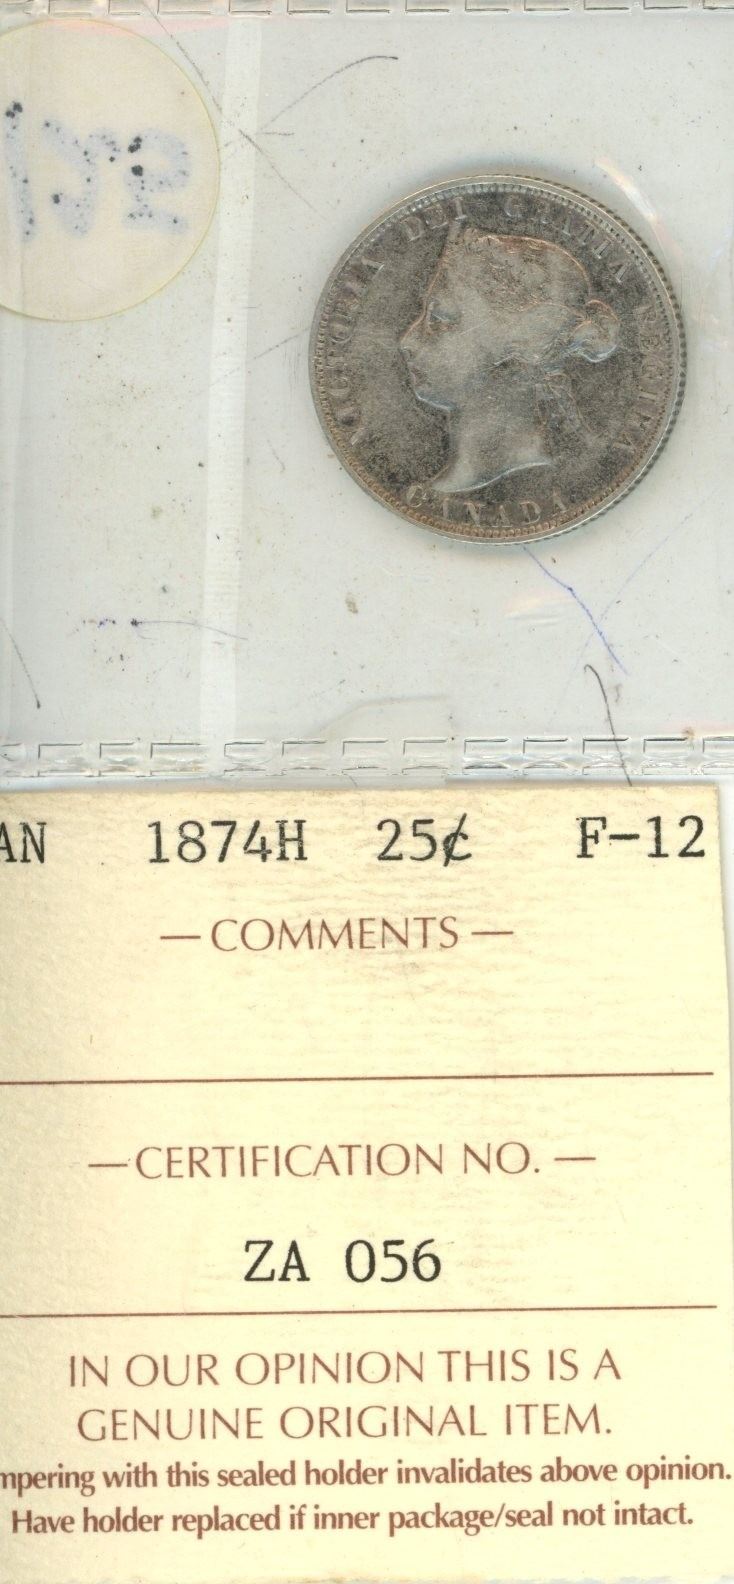 VICTORIA DEI GRATIA REGINA
CANADA
AN 1874H 25¢ F-12
— COMMENTS —
— CERTIFICATION NO. —
ZA 056
IN OUR OPINION THIS IS A
GENUINE ORIGINAL ITEM.
mpering with this sealed holder invalidates above opinion.
Have holder replaced if inner package/seal not intact.